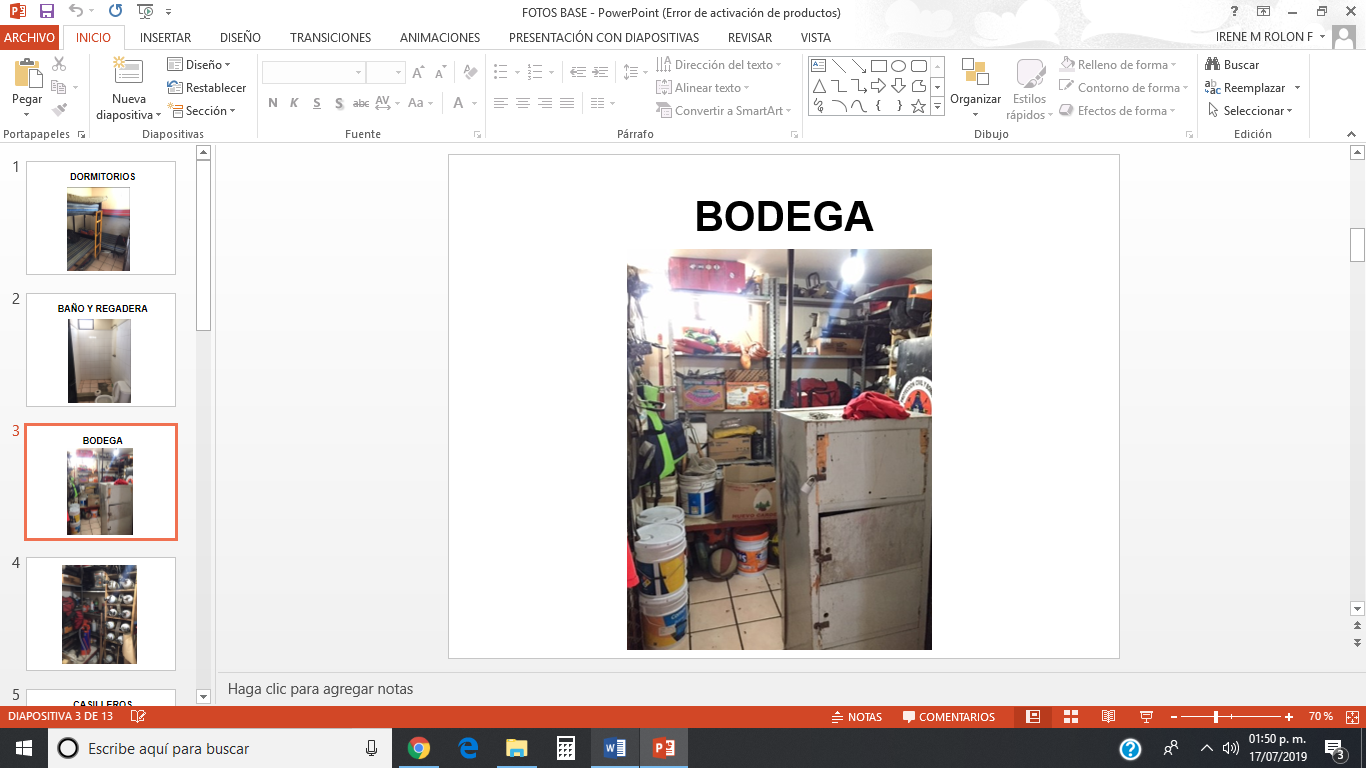 FOTOS BASE - PowerPoint (Error de activación de productos)
ARCHIVO
INICIO
INSERTAR
DISEÑO
TRANSICIONES
ANIMACIONES
PRESENTACIÓN CON DIAPOSITIVAS
REVISAR
VISTA
IRENE M ROLON F
Pegar
Nueva
diapositiva
Diseño
Restablecer
Sección
N K S S abc AV Aa A
Dirección del texto
Alinear texto
Convertir a SmartArt
Organizar
Estilos
rápidos
Relleno de forma
Contorno de forma
Efectos de forma
Buscar
Reemplazar
Seleccionar
Portapapeles
Diapositivas
Fuente
Párrafo
Dibujo
Edición
1
DORMITORIOS
2
BAÑO Y REGADERA
3
BODEGA
4
5
CASILLEROS
BODEGA
Haga clic para agregar notas
DIAPOSITIVA 3 DE 13
NOTAS
COMENTARIOS
70 %
Escribe aquí para buscar
01:50 p. m.
17/07/2019
3